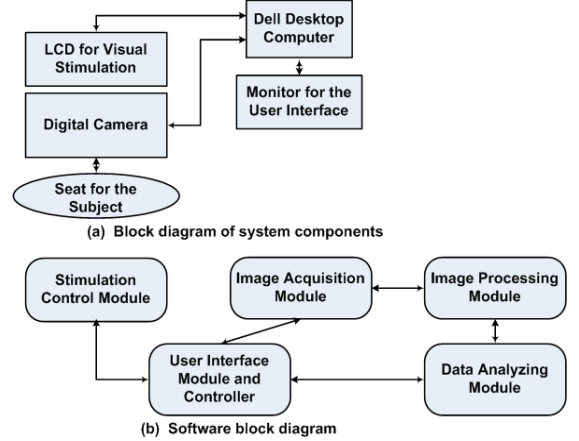 LCD for Visual
Stimulation
Dell Desktop
Computer
Digital Camera
Monitor for the
User Interface
Seat for the
Subject
(a) Block diagram of system components
Stimulation
Control Module
Image Acquisition
Module
Image Processing
Module
User Interface
Module and
Controller
Data Analyzing
Module
(b) Software block diagram